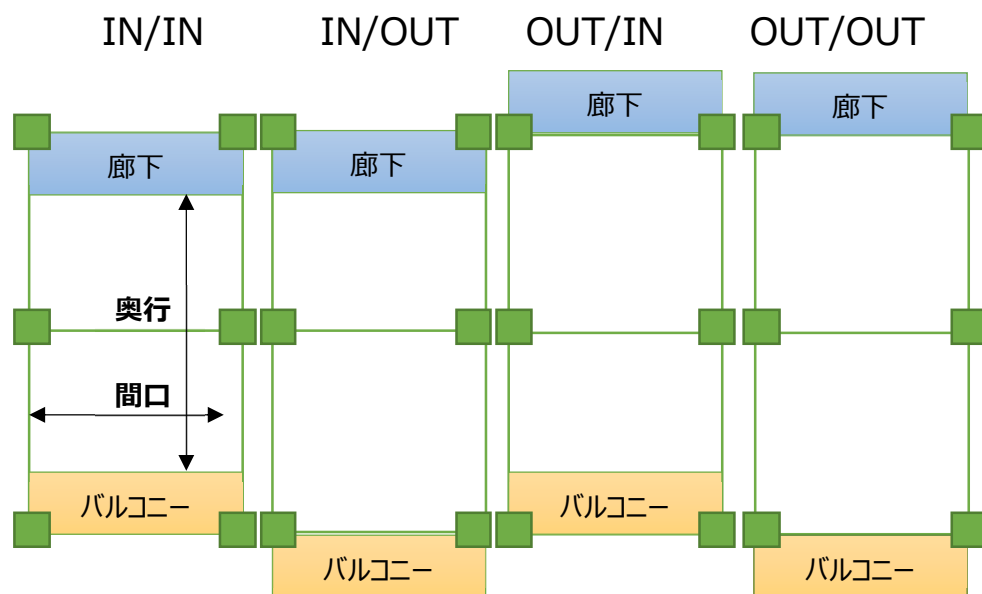 IN/IN IN/OUT OUT/IN OUT/OUT
廊下 廊下 廊下 廊下
奥行
間口
バルコニー バルコニー バルコニー バルコニー